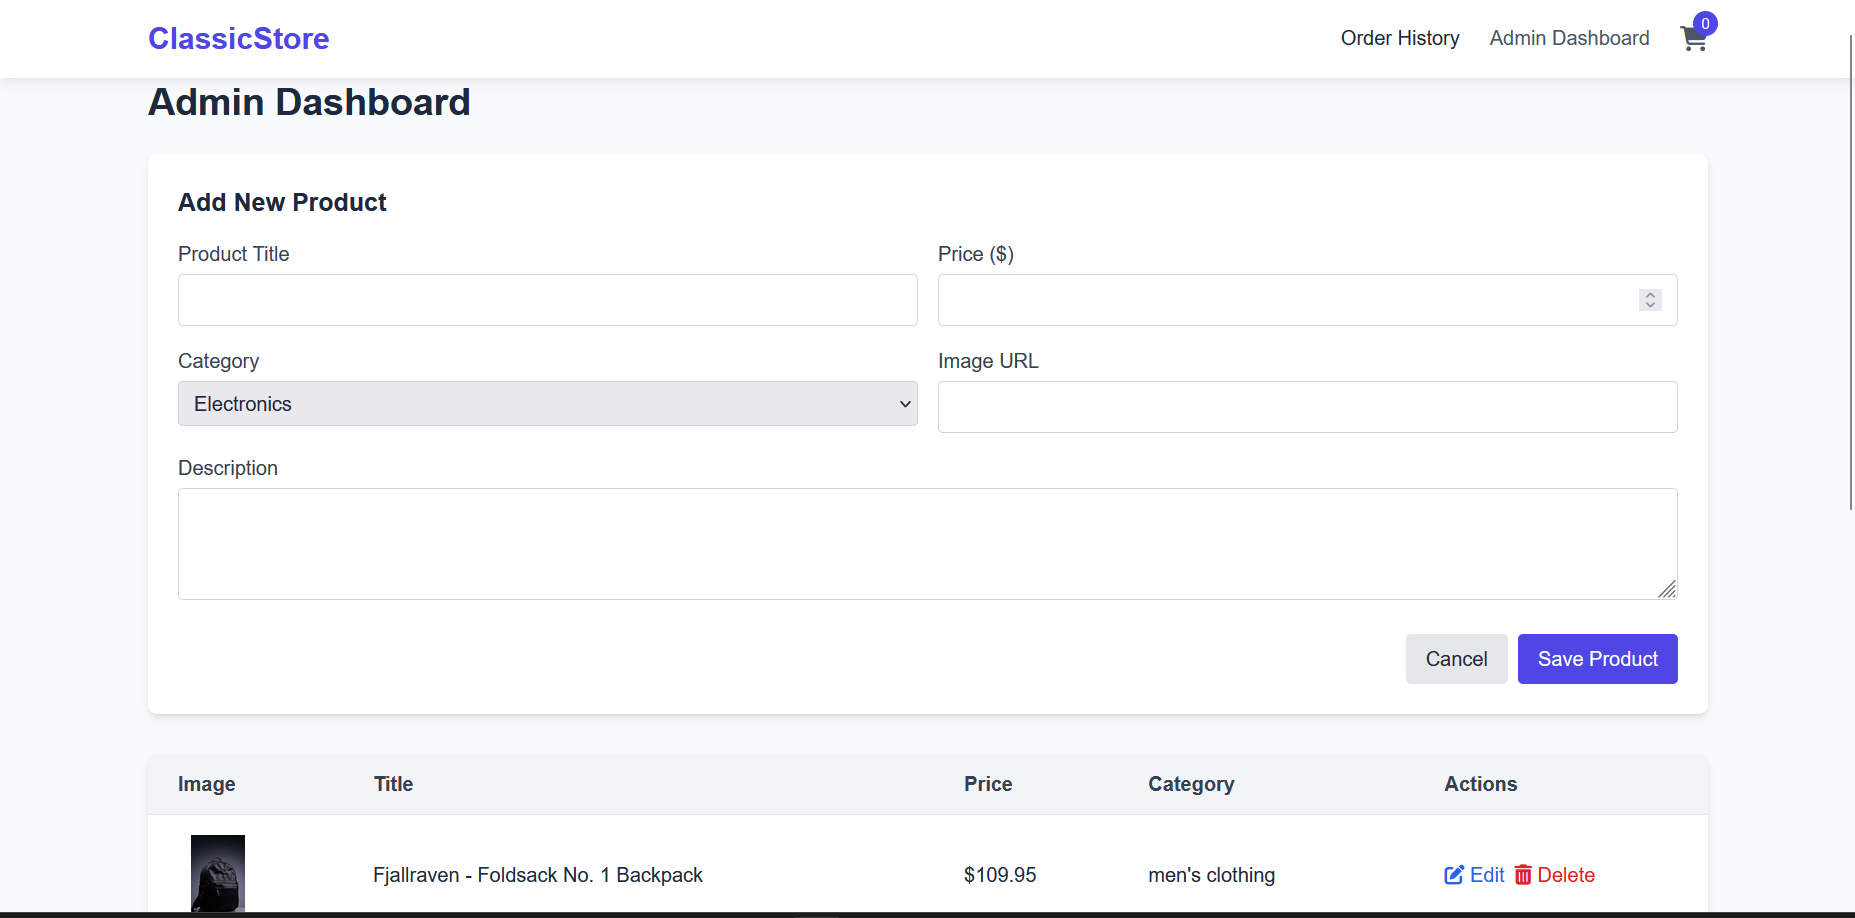 ClassicStore
Order History
Admin Dashboard
0
Admin Dashboard
Add New Product
Product Title
Price ($)
Category
Image URL
Electronics
Description
Cancel
Save Product
Image Title Price Category Actions
Fjallraven - Foldsack No. 1 Backpack $109.95 men's clothing Edit Delete